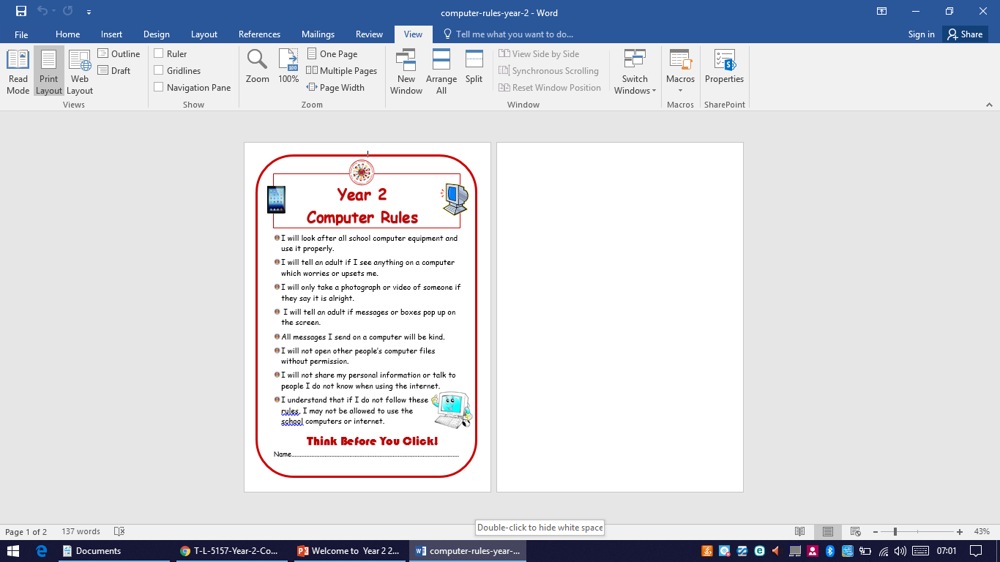 computer-rules-year-2 - Word
File Home Insert Design Layout References Mailings Review View Tell me what you want to do... Sign in Share
Read Mode
Print Layout
Web Layout
Outline
Draft
Views
Ruler
Gridlines
Navigation Pane
Show
Zoom
100
100%
One Page
Multiple Pages
Page Width
Zoom
New Window
Arrange All
Split
View Side by Side
Synchronous Scrolling
Reset Window Position
Switch Windows
Window
Macros
Macros
Properties
SharePoint
Year 2
Computer Rules
I will look after all school computer equipment and
use it properly.
I will tell an adult if I see anything on a computer
which worries or upsets me.
I will only take a photograph or video of someone if
they say it is alright.
I will tell an adult if messages or boxes pop up on
the screen.
All messages I send on a computer will be kind.
I will not open other people's computer files
without permission.
I will not share my personal information or talk to
people I do not know when using the internet.
I understand that if I do not follow these
rules, I may not be allowed to use the
school computers or internet.
Think Before You Click!
Name........................................................................
Double-click to hide white space
Page 1 of 2 137 words 43%
Documents T-L-5157-Year-2-Co... Welcome to Year 2 2... computer-rules-year-... 07:01